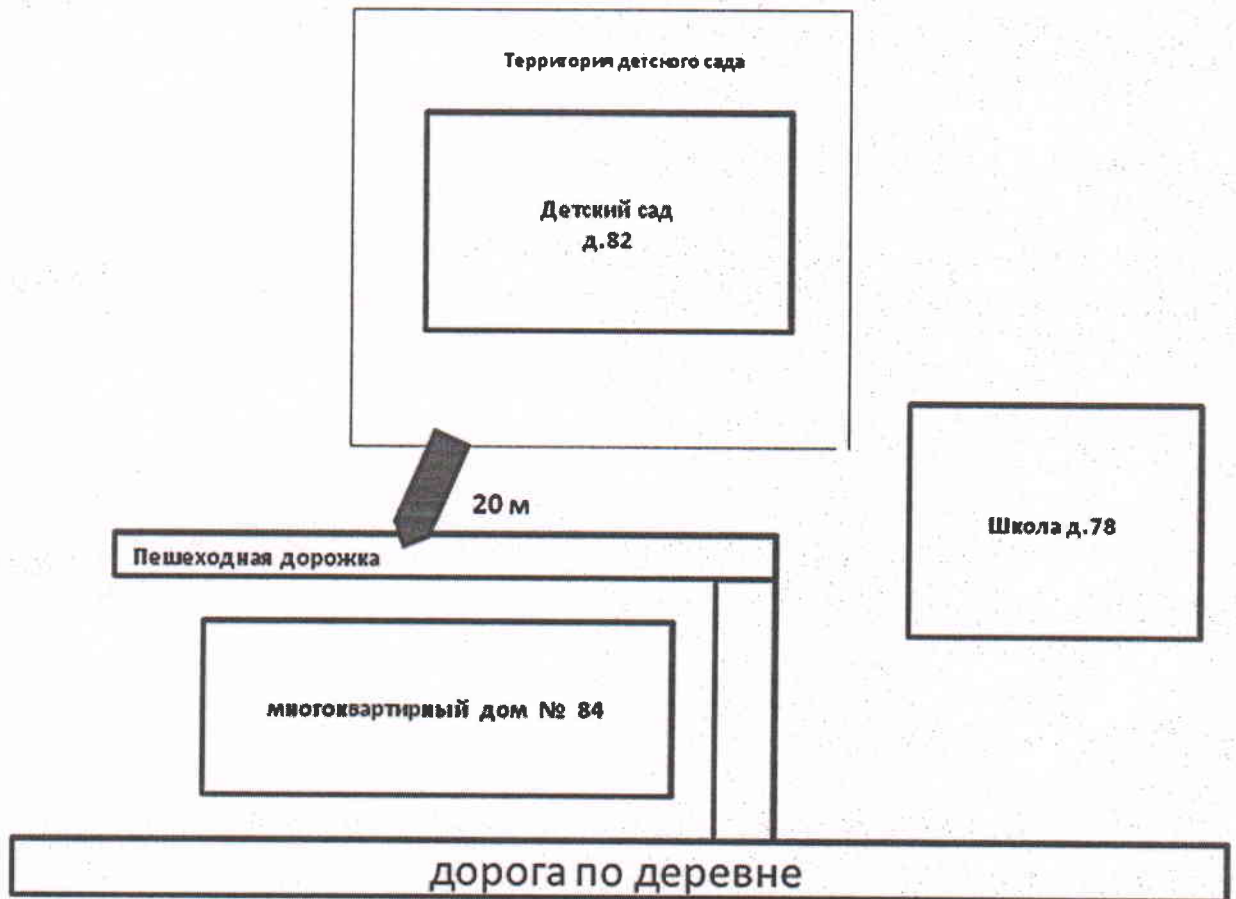 Территория детского сада
Детский сад
д.82
20 м
Школа д.78
Пешеходная дорожка
многоквартирный дом № 84
дорога по деревне